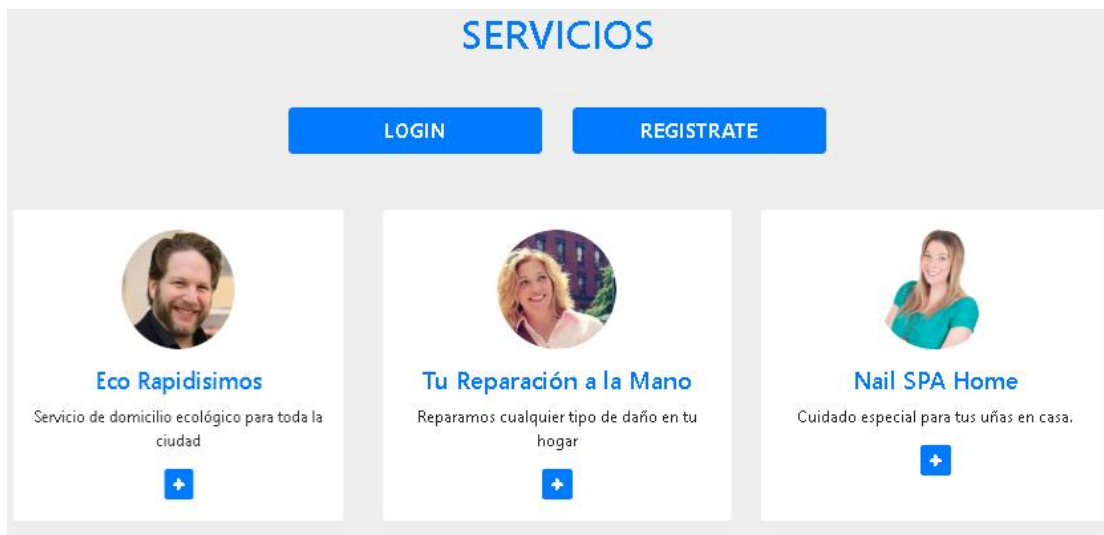 SERVICIOS
LOGIN
REGISTRATE
Eco Rapidisimos
Servicio de domicilio ecológico para toda la
ciudad
Tu Reparación a la Mano
Reparamos cualquier tipo de daño en tu
hogar
Nail SPA Home
Cuidado especial para tus uñas en casa.